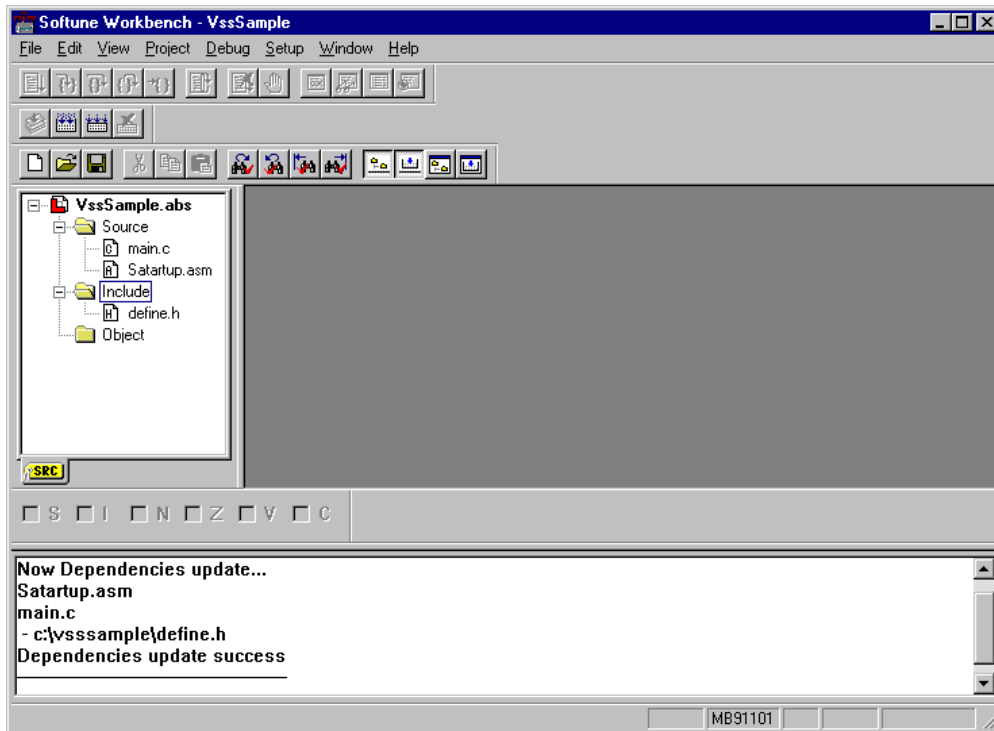 Softune Workbench - VssSample
File Edit View Project Debug Setup Window Help
VssSample.abs
Source
main.c
Satartup.asm
Include
define.h
Object
SRC
S I N Z V C
Now Dependencies update...
Satartup.asm
main.c
- c:\vsssample\define.h
Dependencies update success
MB91101